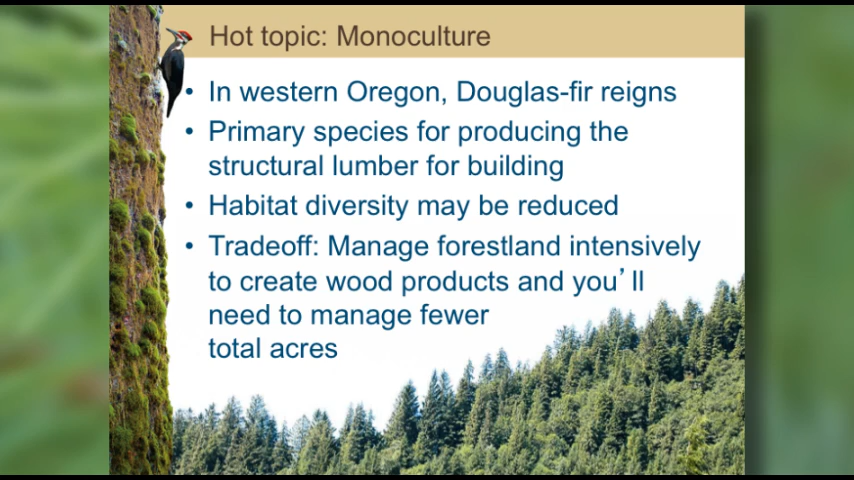 Hot topic: Monoculture
• In western Oregon, Douglas-fir reigns
• Primary species for producing the
structural lumber for building
• Habitat diversity may be reduced
• Tradeoff: Manage forestland intensively
to create wood products and you’ll
need to manage fewer
total acres